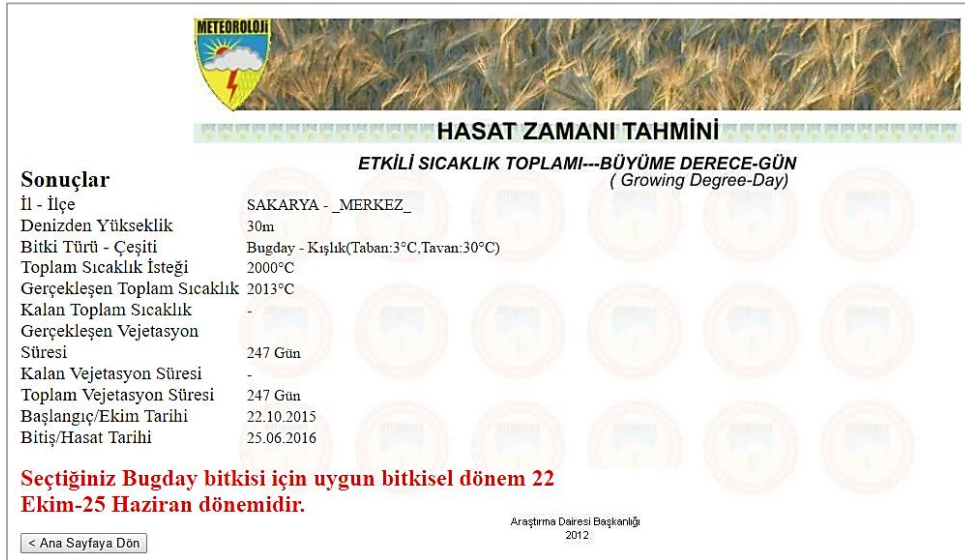 METEOROLOJİ
HASAT ZAMANI TAHMİNİ
ETKİLİ SICAKLIK TOPLAMI---BÜYÜME DERECE-GÜN
( Growing Degree-Day)
Sonuçlar
İl - İlçe SAKARYA - _MERKEZ_
Denizden Yükseklik 30m
Bitki Türü - Çeşiti Bugday - Kışlık(Taban:3°C,Tavan:30°C)
Toplam Sıcaklık İsteği 2000°C
Gerçekleşen Toplam Sıcaklık 2013°C
Kalan Toplam Sıcaklık -
Gerçekleşen Vejetasyon
Süresi 247 Gün
Kalan Vejetasyon Süresi -
Toplam Vejetasyon Süresi 247 Gün
Başlangıç/Ekim Tarihi 22.10.2015
Bitiş/Hasat Tarihi 25.06.2016
Seçtiğiniz Bugday bitkisi için uygun bitkisel dönem 22
Ekim-25 Haziran dönemidir.
Araştırma Dairesi Başkanlığı
2012
< Ana Sayfaya Dön